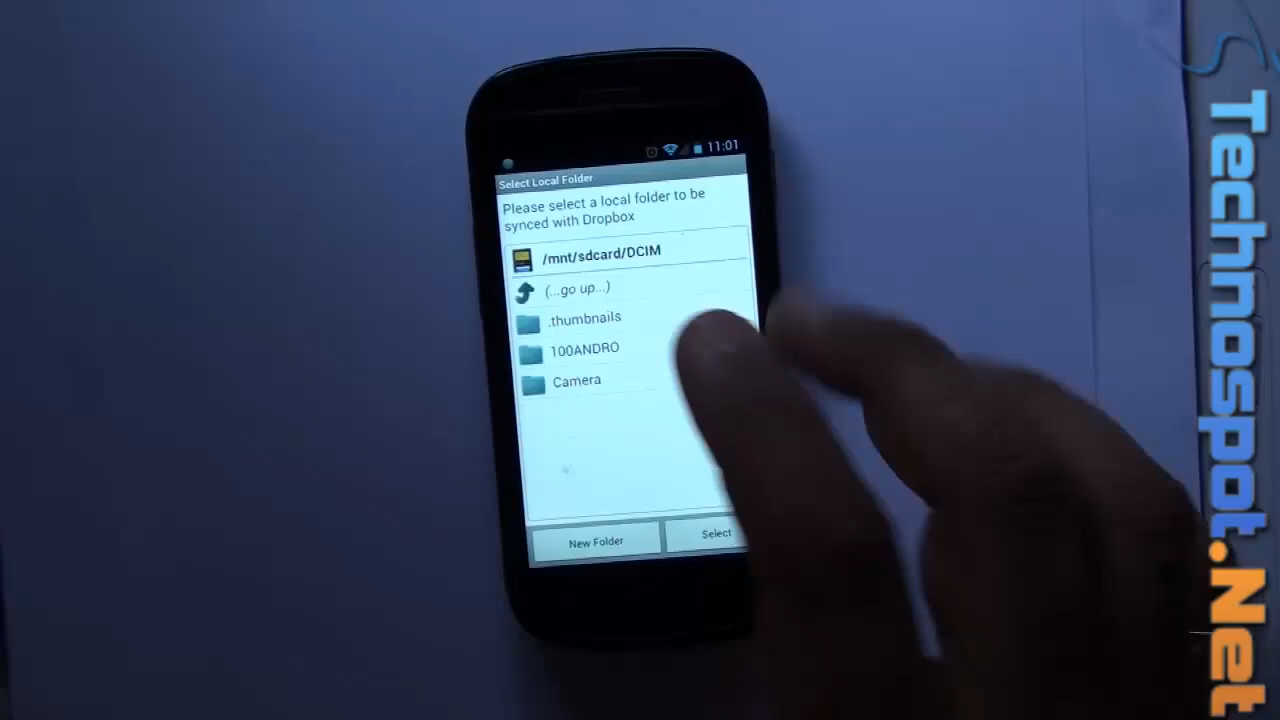 11:01
Select Local Folder
Please select a local folder to be
synced with Dropbox
/mnt/sdcard/DCIM
(...go up...)
.thumbnails
100ANDRO
Camera
New Folder
Select
Technospot.Net